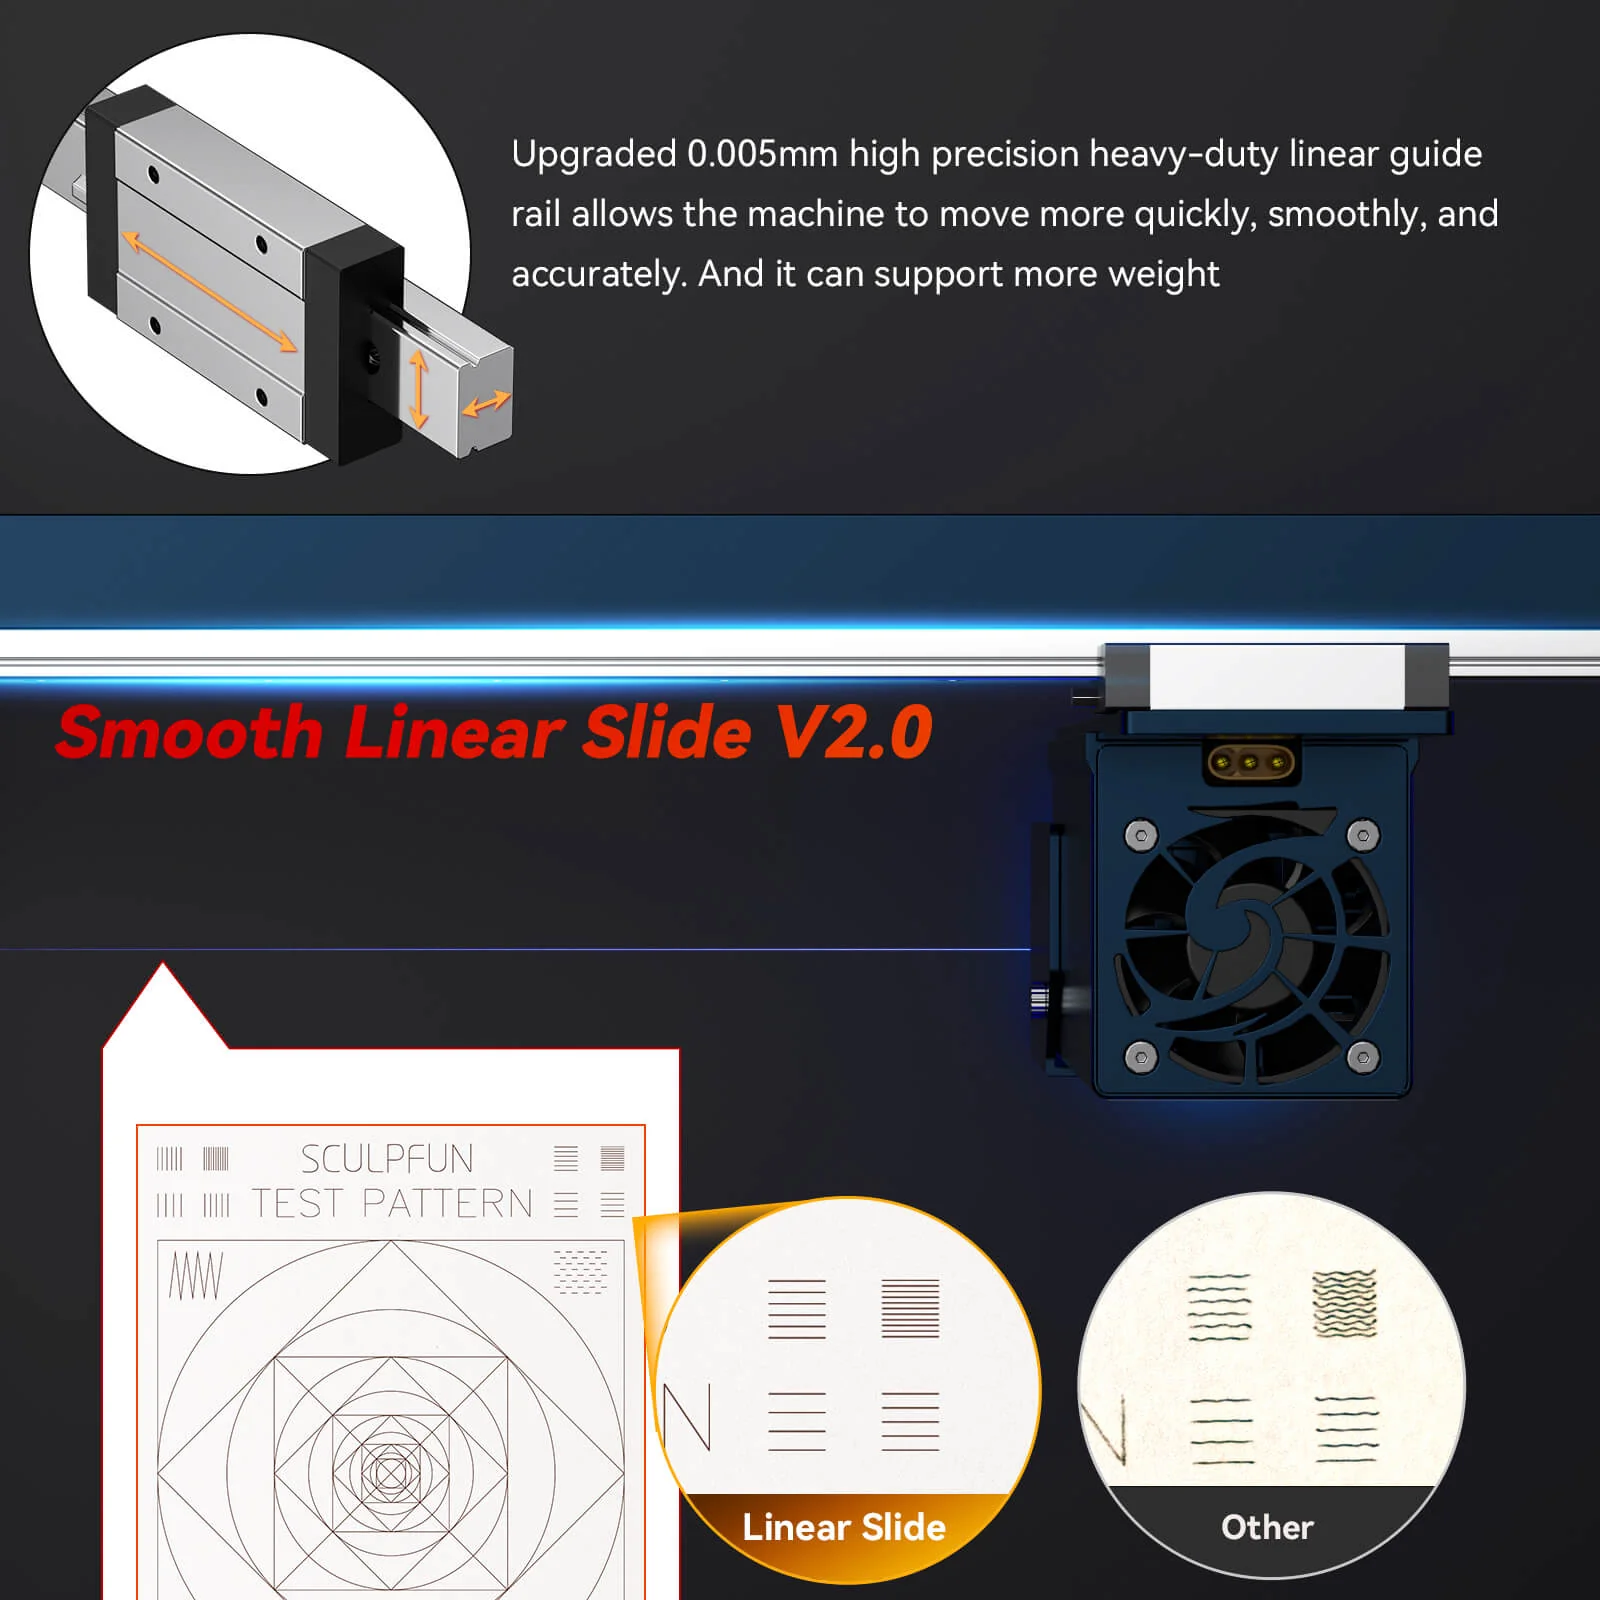 Upgraded 0.005mm high precision heavy-duty linear guide
rail allows the machine to move more quickly, smoothly, and
accurately. And it can support more weight
Smooth Linear Slide V2.0
SCULPFUN
TEST PATTERN
N
Linear Slide
N
Other